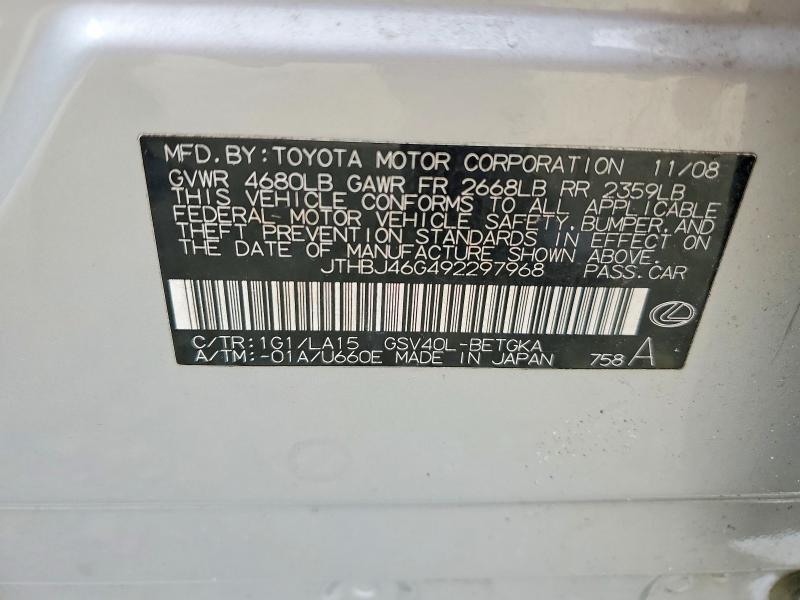 MFD. BY: TOYOTA MOTOR CORPORATION 11/08
GVWR 4680LB GAWR FR 2668LB RR 2359LB
THIS VEHICLE CONFORMS TO ALL APPLICABLE
FEDERAL MOTOR VEHICLE SAFETY, BUMPER, AND
THEFT PREVENTION STANDARDS IN EFFECT ON
THE DATE OF MANUFACTURE SHOWN ABOVE.
JTHBJ46G492297968 PASS.CAR
C/TR: 1G1/LA15 GSV40L-BETGKA
A/TM: -01A/U660E MADE IN JAPAN 758 A